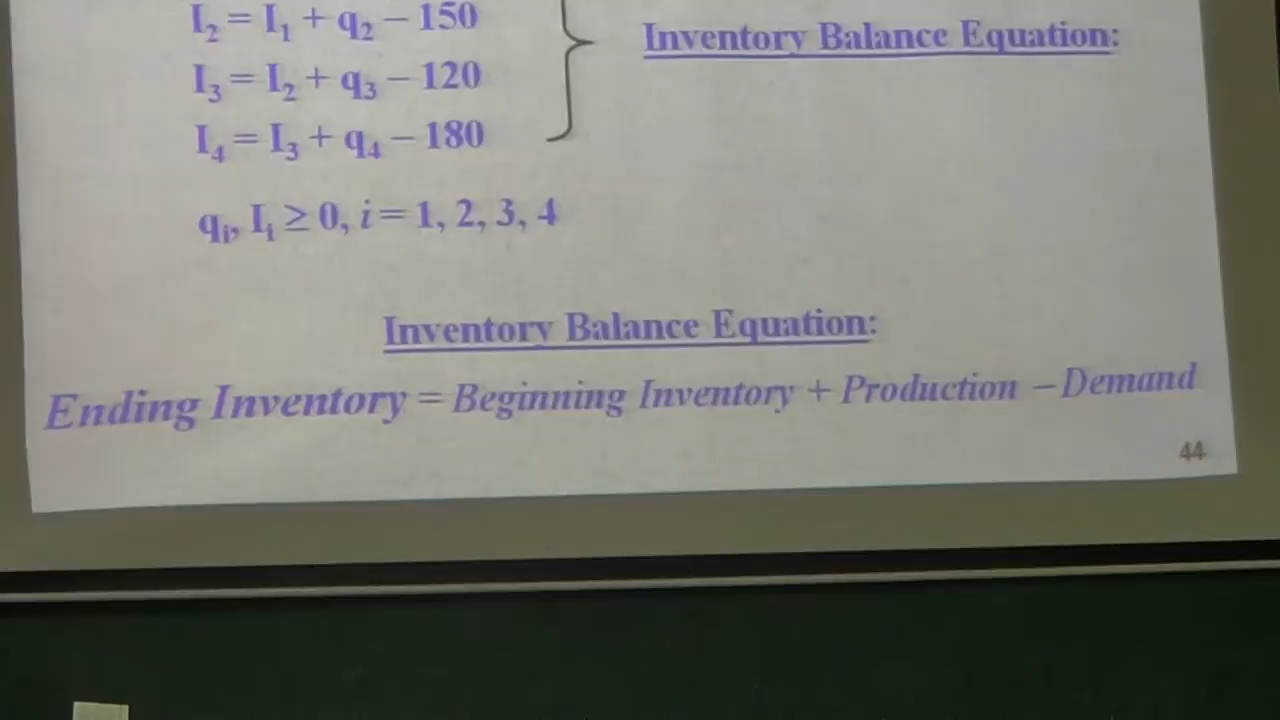 I₂ = I₁ + q₂ – 150
Inventory Balance Equation:
I₃ = I₂ + q₃ – 120
I₄ = I₃ + q₄ – 180
qᵢ, Iᵢ ≥ 0, i = 1, 2, 3, 4
Inventory Balance Equation:
Ending Inventory = Beginning Inventory + Production – Demand
44